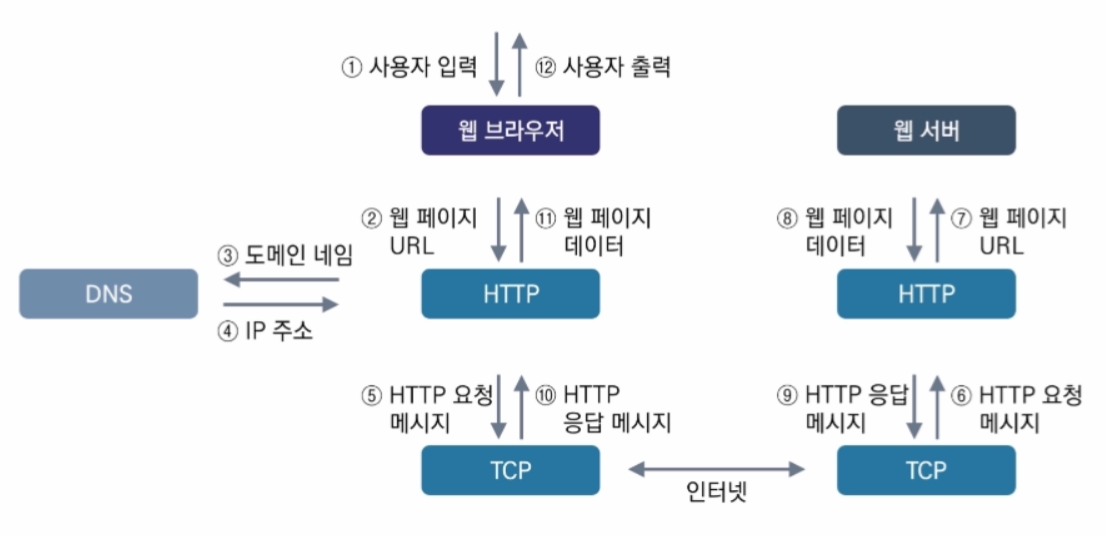 ① 사용자 입력
⑫ 사용자 출력
웹 브라우저
웹 서버
② 웹 페이지
URL
⑪ 웹 페이지
데이터
⑧ 웹 페이지
데이터
⑦ 웹 페이지
URL
③ 도메인 네임
DNS
④ IP 주소
HTTP
HTTP
⑤ HTTP 요청
메시지
⑩ HTTP
응답 메시지
⑨ HTTP 응답
메시지
⑥ HTTP 요청
메시지
TCP
인터넷
TCP